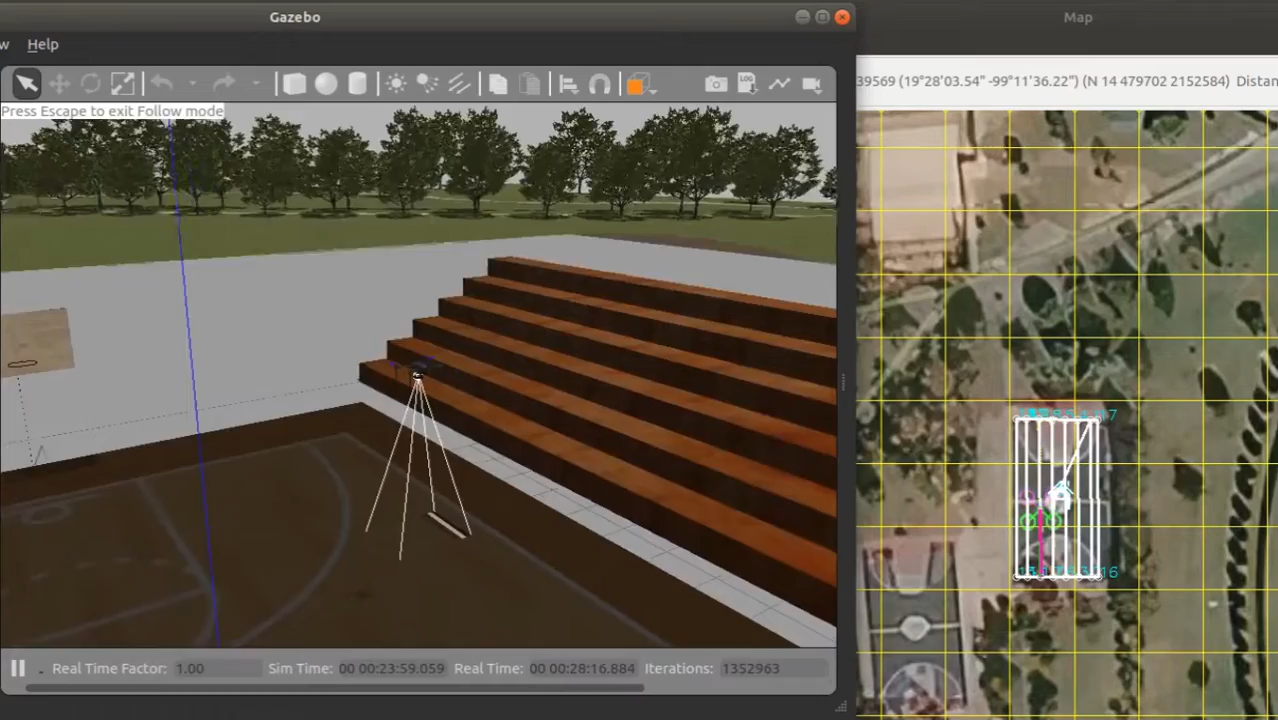 Gazebo
Map
w Help
39569 (19°28'03.54" -99°11'36.22") (N 14 479702 2152584) Distan
Press Escape to exit Follow mode
LOG
Real Time Factor: 1.00 Sim Time: 00 00:23:59.059 Real Time: 00 00:28:16.884 Iterations: 1352963